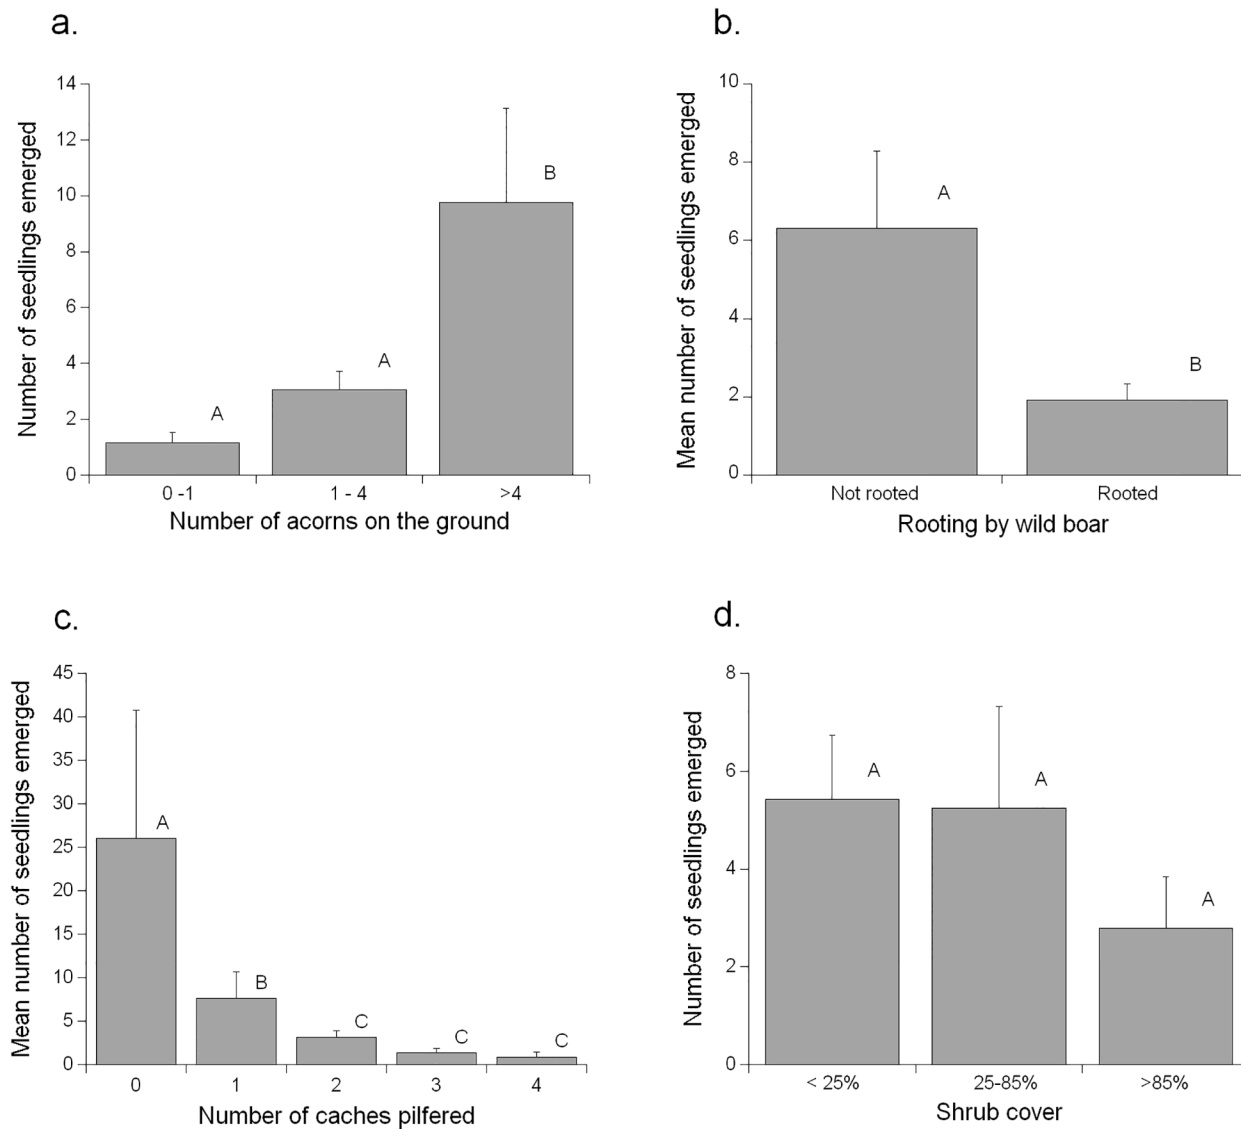 a.
14
12
10
8
6
4
2
0
Number of seedlings emerged
A
A
B
0 -1 1 - 4 >4
Number of acorns on the ground
b.
10
8
6
4
2
0
Mean number of seedlings emerged
A
B
Not rooted Rooted
Rooting by wild boar
c.
45
40
35
30
25
20
15
10
5
0
Mean number of seedlings emerged
A
B
C
C
C
0 1 2 3 4
Number of caches pilfered
d.
8
6
4
2
0
Number of seedlings emerged
A
A
A
< 25% 25-85% >85%
Shrub cover